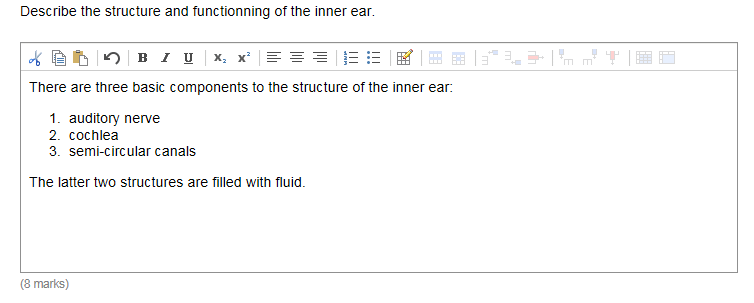 Describe the structure and functionning of the inner ear.
B I U x₂ x²
There are three basic components to the structure of the inner ear:
1. auditory nerve
2. cochlea
3. semi-circular canals
The latter two structures are filled with fluid.
(8 marks)